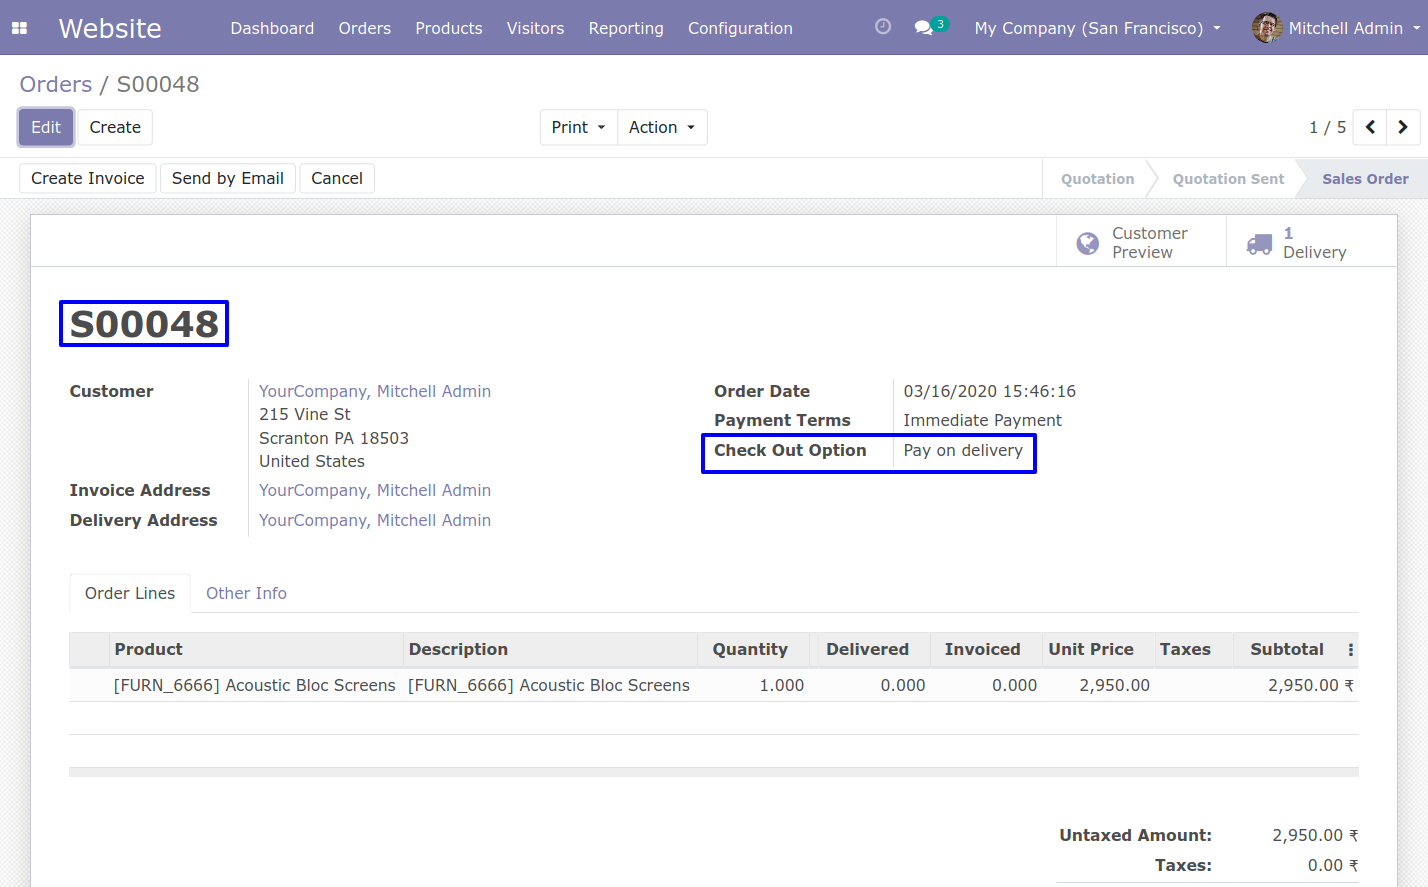 Website Dashboard Orders Products Visitors Reporting Configuration 3 My Company (San Francisco) Mitchell Admin
Orders / S00048
Edit Create Print Action 1 / 5
Create Invoice Send by Email Cancel Quotation Quotation Sent Sales Order
Customer Preview
1 Delivery
S00048
Customer YourCompany, Mitchell Admin
215 Vine St
Scranton PA 18503
United States
Invoice Address YourCompany, Mitchell Admin
Delivery Address YourCompany, Mitchell Admin
Order Date 03/16/2020 15:46:16
Payment Terms Immediate Payment
Check Out Option Pay on delivery
Order Lines Other Info
Product Description Quantity Delivered Invoiced Unit Price Taxes Subtotal
[FURN_6666] Acoustic Bloc Screens [FURN_6666] Acoustic Bloc Screens 1.000 0.000 0.000 2,950.00 2,950.00 ₹
Untaxed Amount: 2,950.00 ₹
Taxes: 0.00 ₹